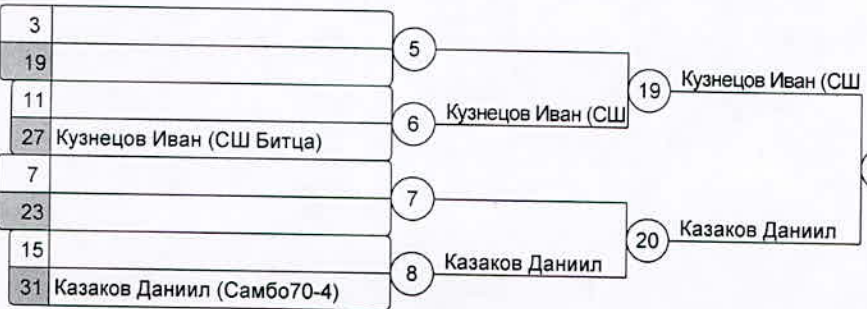 3
19
5
11
27 Кузнецов Иван (СШ Битца)
6 Кузнецов Иван (СШ
19 Кузнецов Иван (СШ
7
23
7
15
31 Казаков Даниил (Самбо70-4)
8 Казаков Даниил
20 Казаков Даниил